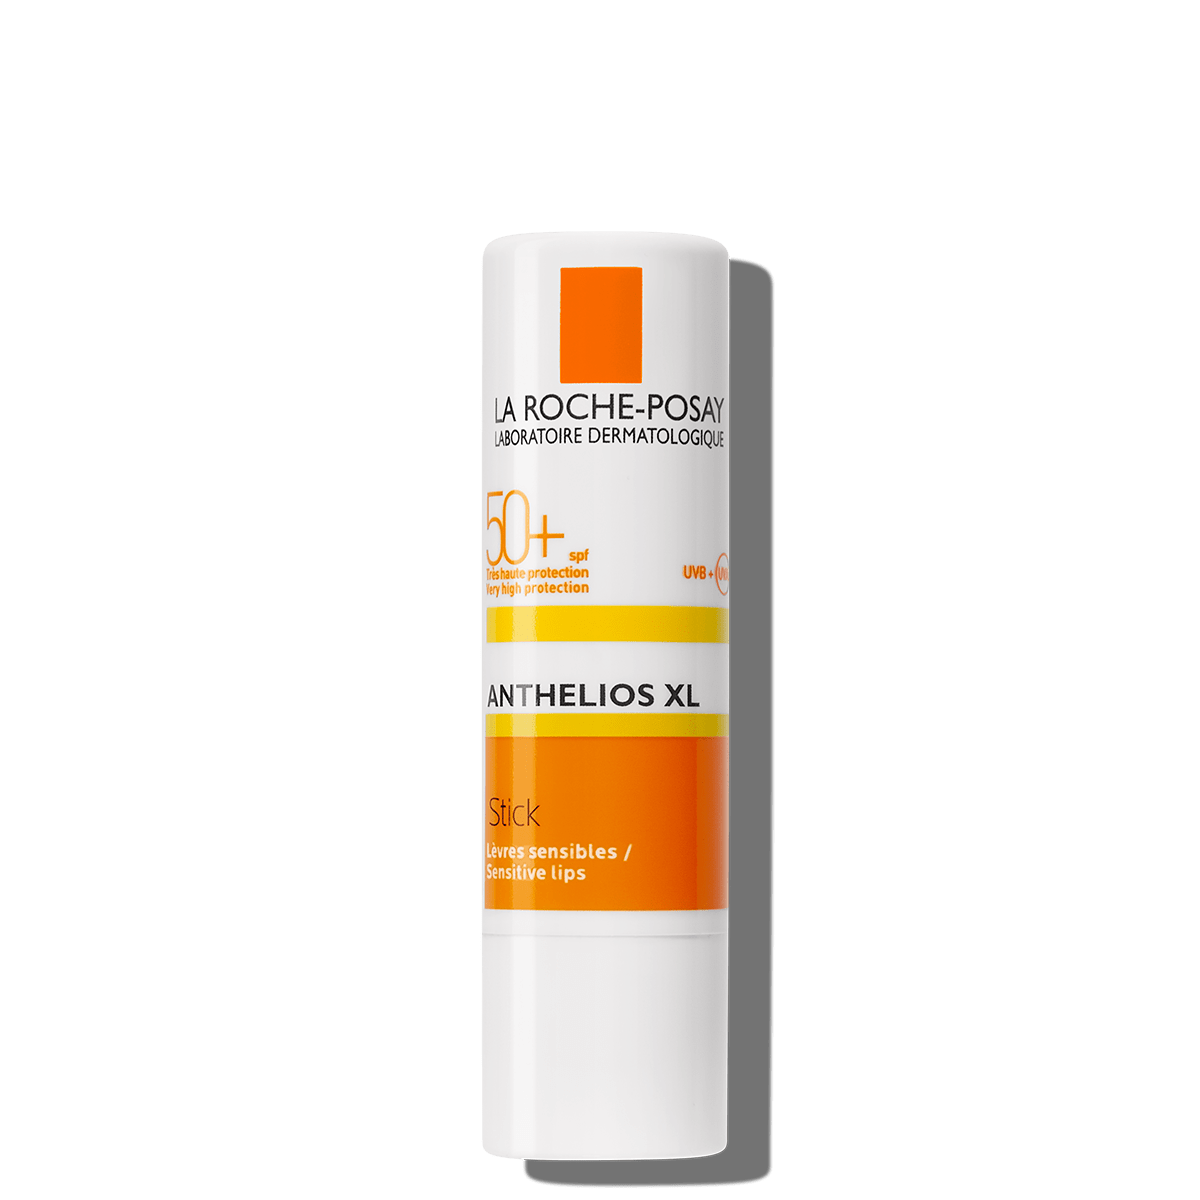 LA ROCHE-POSAY
LABORATOIRE DERMATOLOGIQUE
50+
spf
Très haute protection
Very high protection
UVB +
ANTHELIOS XL
Stick
Lèvres sensibles /
Sensitive lips